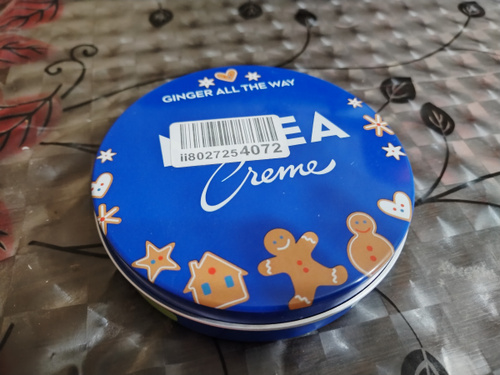 GINGER ALL THE WAY
EA
ii8027254072
Creme